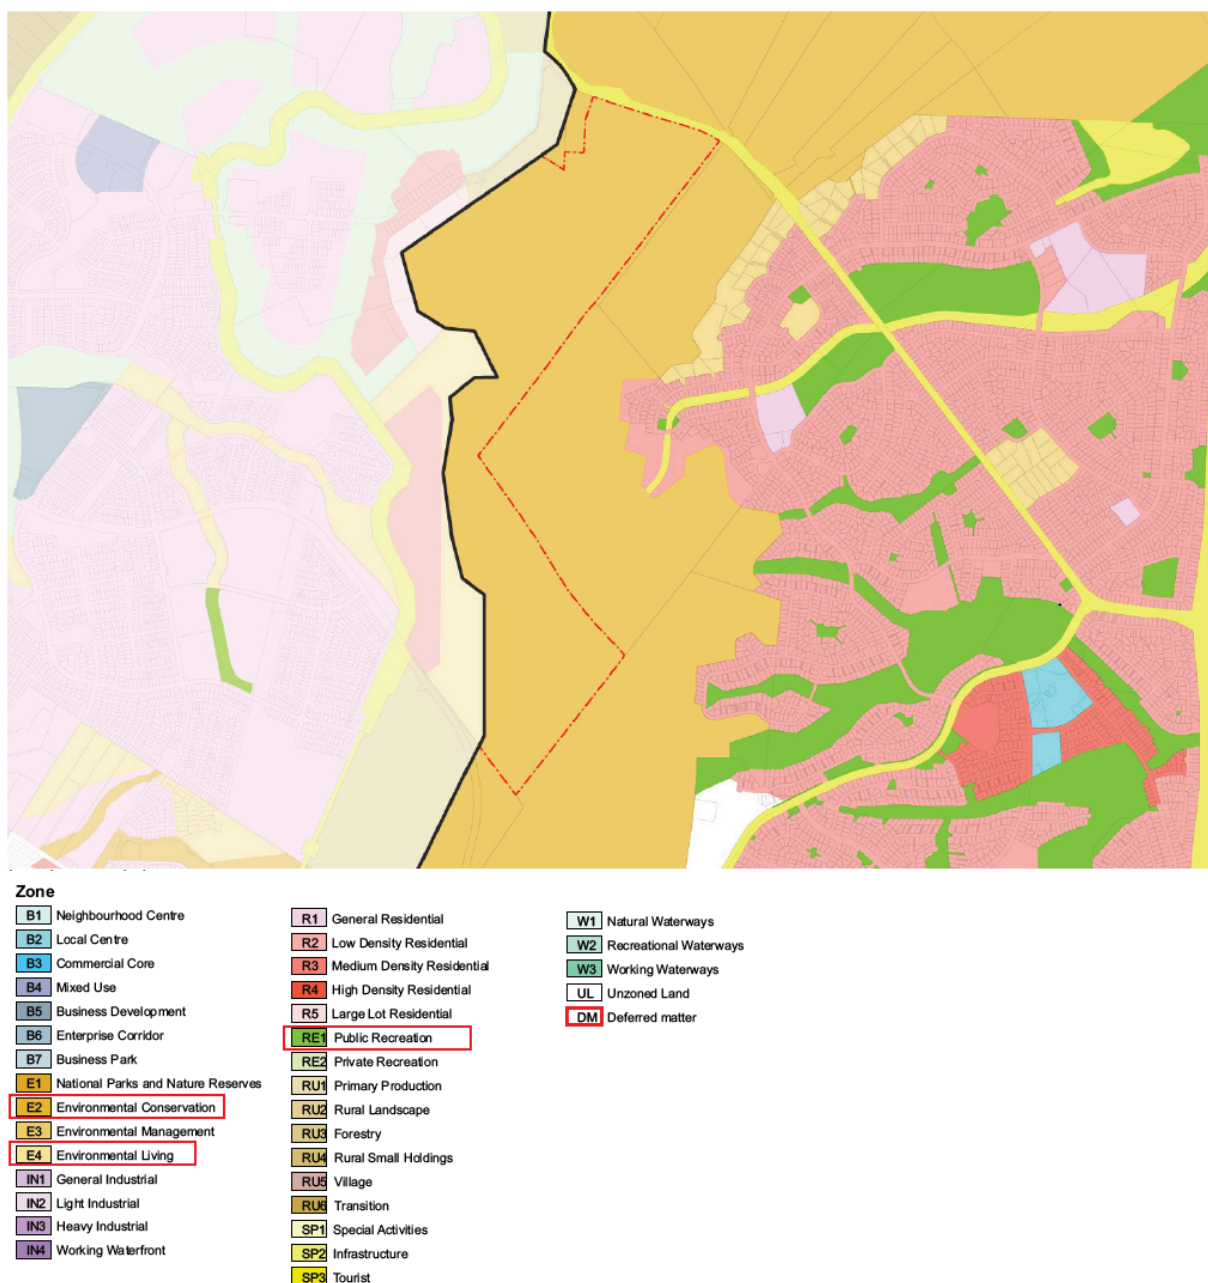 Zone
B1 Neighbourhood Centre
B2 Local Centre
B3 Commercial Core
B4 Mixed Use
B5 Business Development
B6 Enterprise Corridor
B7 Business Park
E1 National Parks and Nature Reserves
E2 Environmental Conservation
E3 Environmental Management
E4 Environmental Living
IN1 General Industrial
IN2 Light Industrial
IN3 Heavy Industrial
IN4 Working Waterfront
R1 General Residential
R2 Low Density Residential
R3 Medium Density Residential
R4 High Density Residential
R5 Large Lot Residential
RE1 Public Recreation
RE2 Private Recreation
RU1 Primary Production
RU2 Rural Landscape
RU3 Forestry
RU4 Rural Small Holdings
RU5 Village
RU6 Transition
SP1 Special Activities
SP2 Infrastructure
SP3 Tourist
W1 Natural Waterways
W2 Recreational Waterways
W3 Working Waterways
UL Unzoned Land
DM Deferred matter